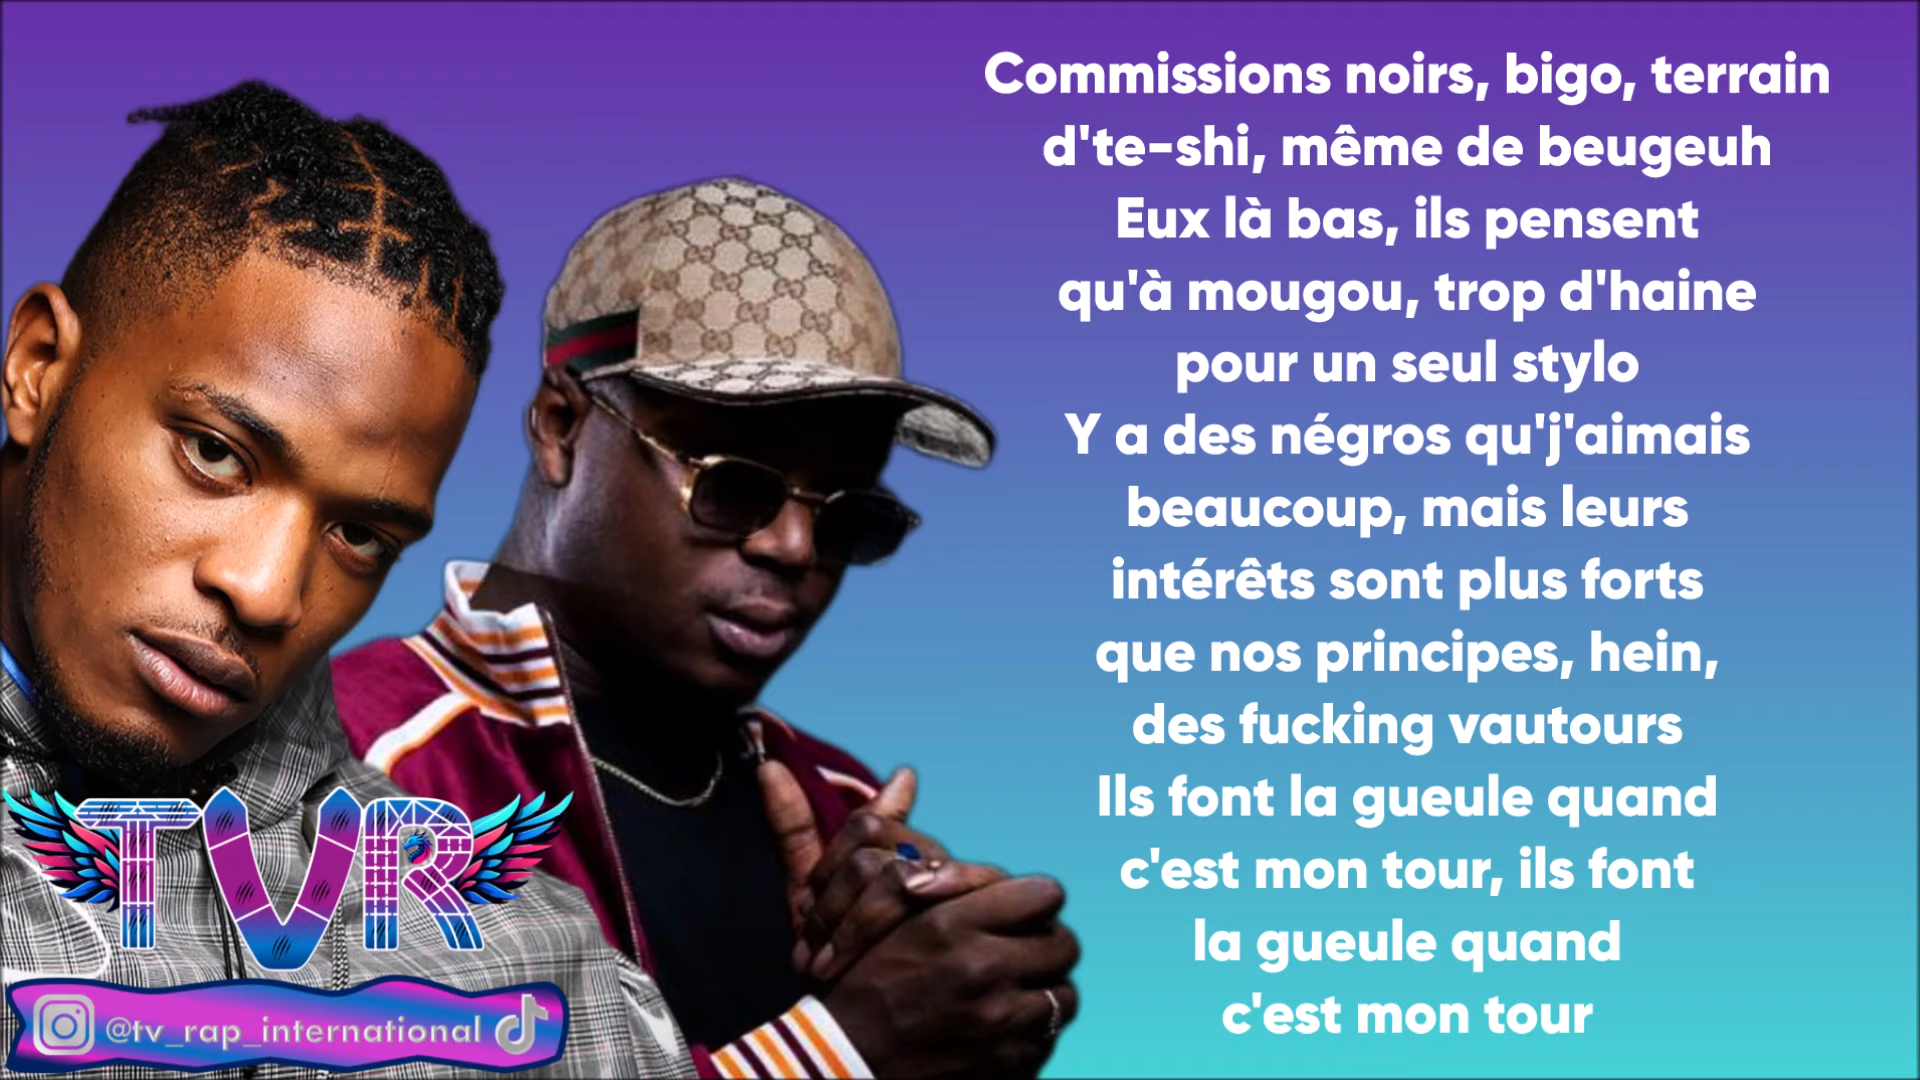 Commissions noirs, bigo, terrain
d'te-shi, même de beugeuh
Eux là bas, ils pensent
qu'à mougou, trop d'haine
pour un seul stylo
Y a des négros qu'j'aimais
beaucoup, mais leurs
intérêts sont plus forts
que nos principes, hein,
des fucking vautours
Ils font la gueule quand
c'est mon tour, ils font
la gueule quand
c'est mon tour
TVR
@tv_rap_international